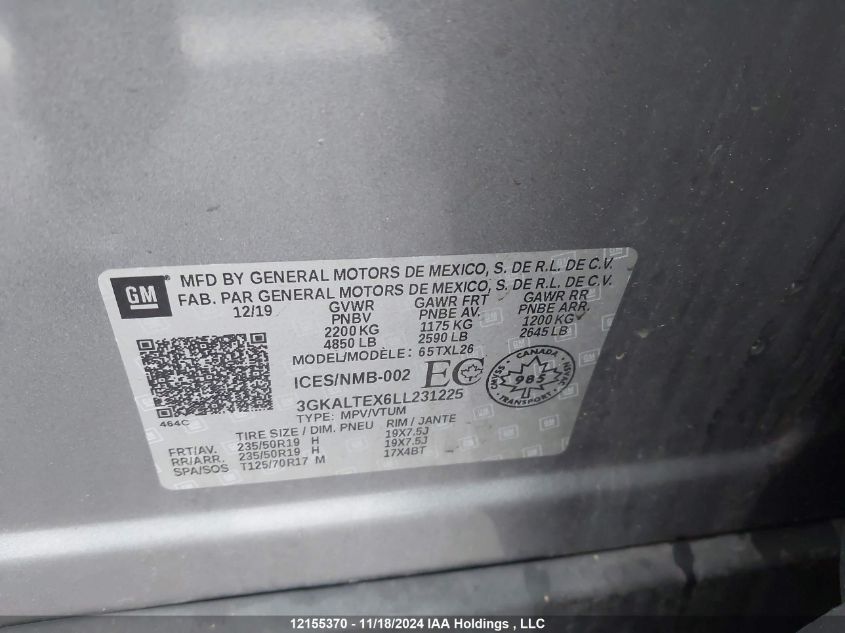 GM
MFD BY GENERAL MOTORS DE MEXICO, S. DE R.L. DE C.V.
FAB. PAR GENERAL MOTORS DE MEXICO, S. DE R.L. DE C.V.
12/19 GVWR GAWR FRT GAWR RR
PNBV PNBE AV. PNBE ARR.
2200 KG 1175 KG 1200 KG
4850 LB 2590 LB 2645 LB
MODEL/MODÈLE: 65TXL26
ICES/NMB-002 EC
CANADA
CMVSS 985 NSVAC
TRANSPORT
3GKALTEX6LL231225
464C
TYPE: MPV/VTUM
TIRE SIZE / DIM. PNEU RIM / JANTE
FRT/AV. 235/50R19 H 19X7.5J
RR/ARR. 235/50R19 H 19X7.5J
SPA/SOS T125/70R17 M 17X4BT
12155370 - 11/18/2024 IAA Holdings , LLC